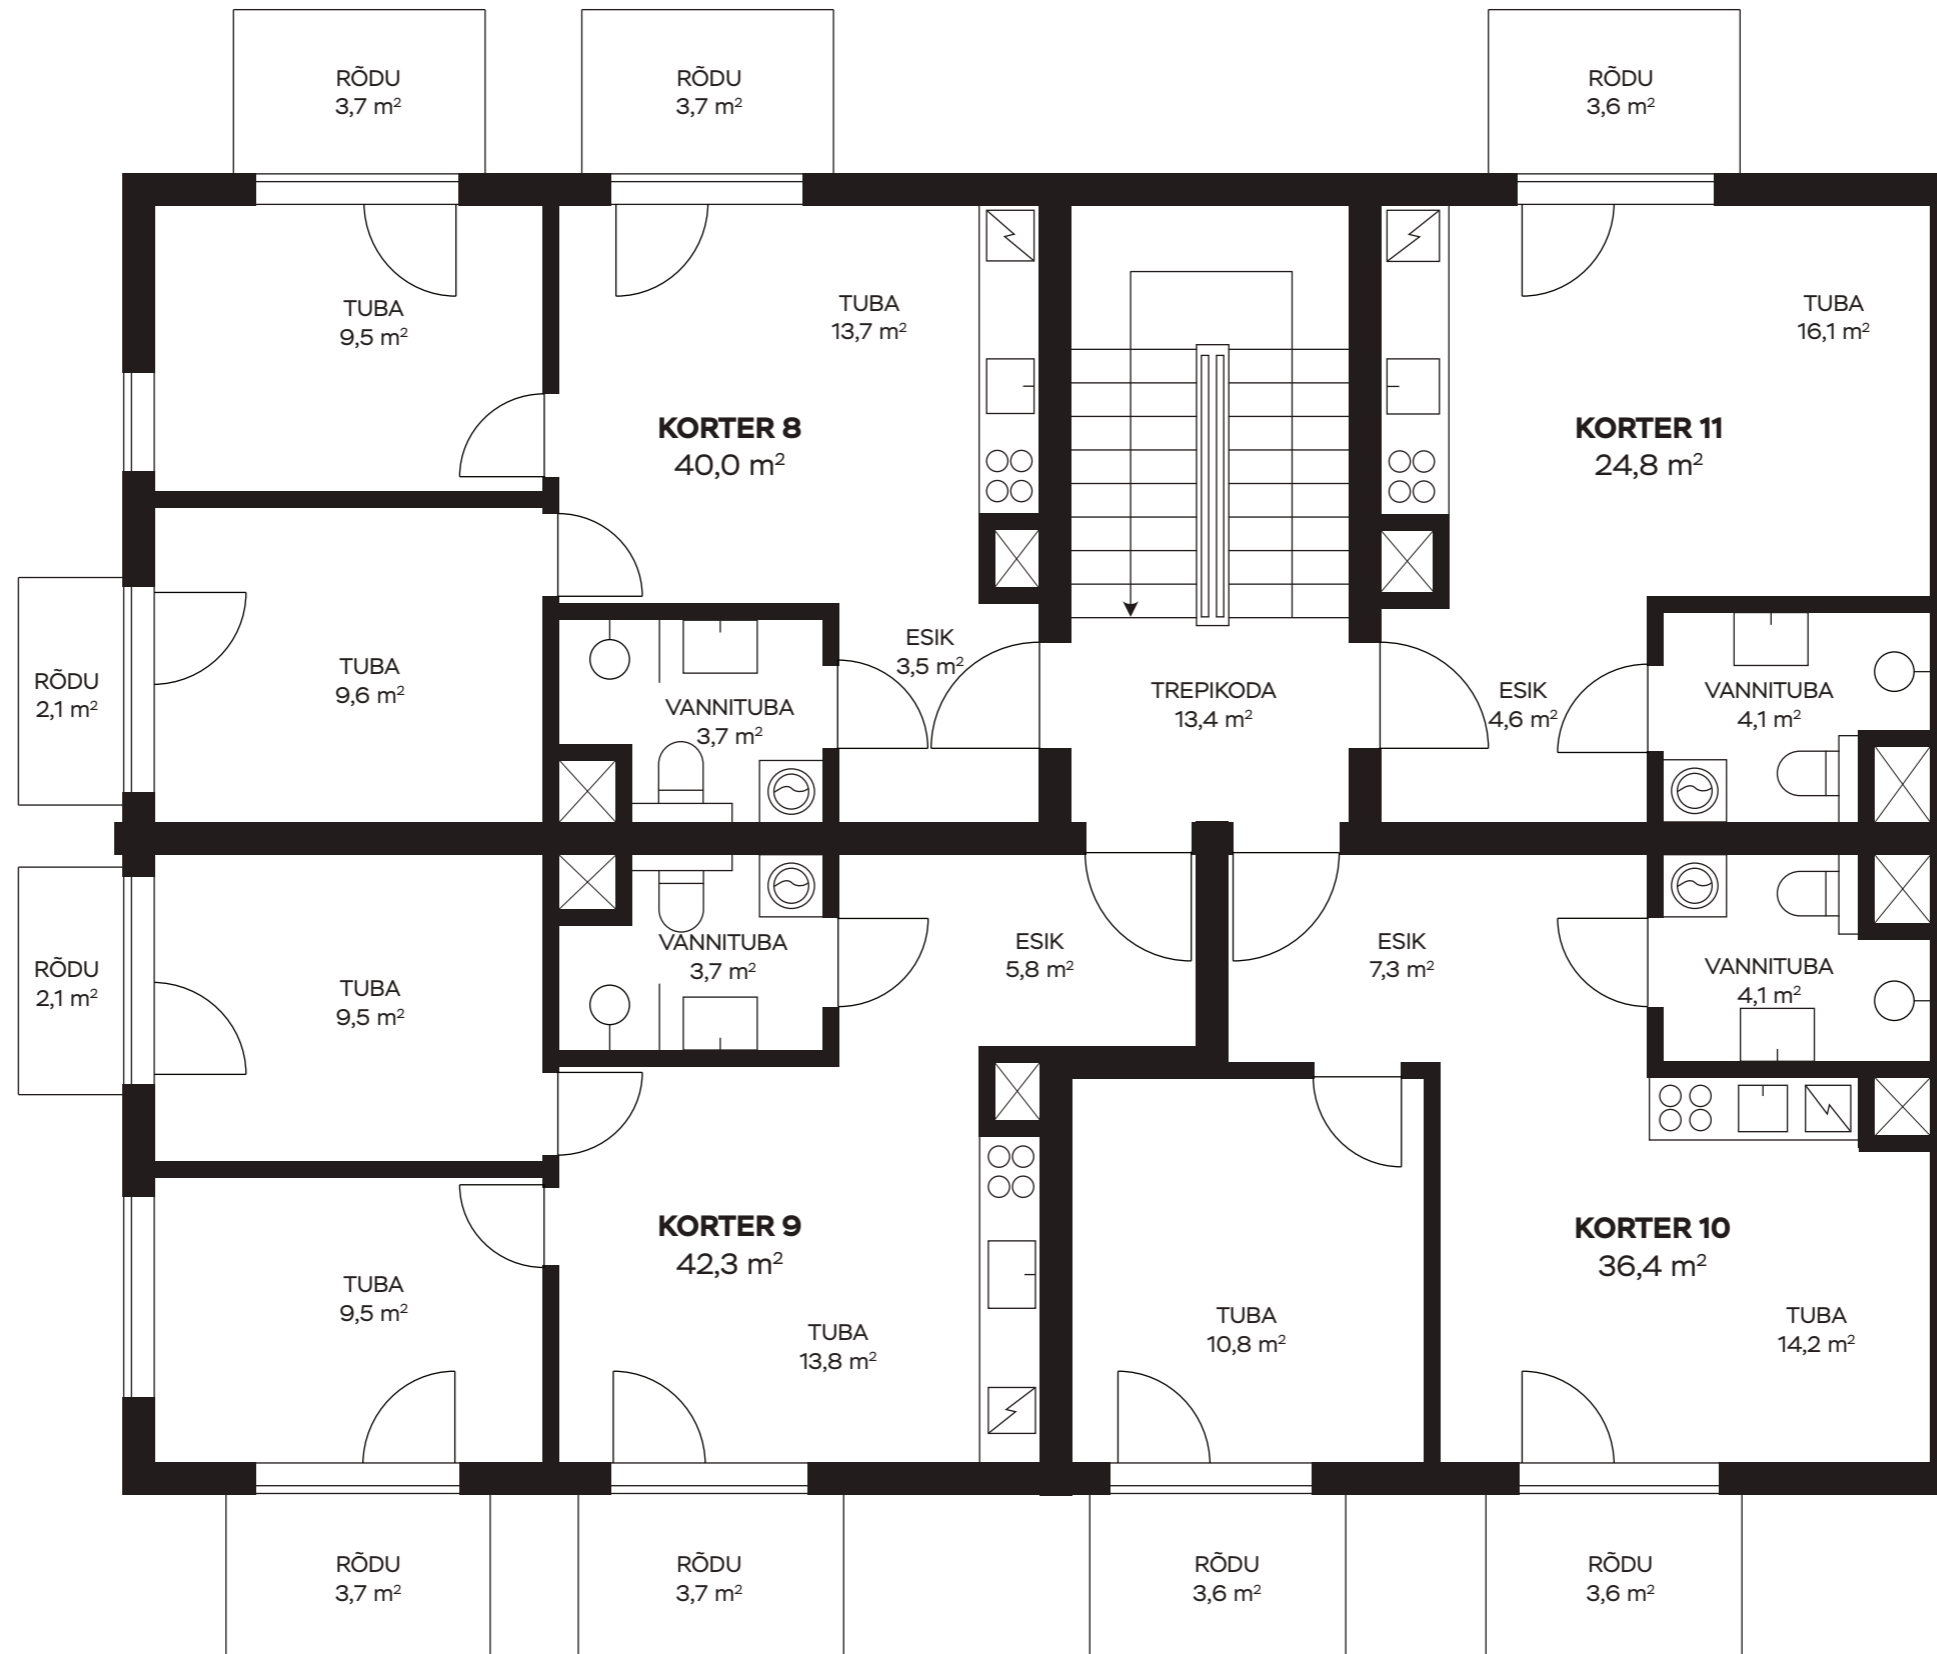 RÕDU
3,7 m²
RÕDU
3,7 m²
RÕDU
3,6 m²
TUBA
9,5 m²
TUBA
13,7 m²
TUBA
16,1 m²
KORTER 8
40,0 m²
KORTER 11
24,8 m²
RÕDU
2,1 m²
TUBA
9,6 m²
VANNITUBA
3,7 m²
ESIK
3,5 m²
TREPIKODA
13,4 m²
ESIK
4,6 m²
VANNITUBA
4,1 m²
RÕDU
2,1 m²
TUBA
9,5 m²
VANNITUBA
3,7 m²
ESIK
5,8 m²
ESIK
7,3 m²
VANNITUBA
4,1 m²
KORTER 9
42,3 m²
KORTER 10
36,4 m²
TUBA
9,5 m²
TUBA
13,8 m²
TUBA
10,8 m²
TUBA
14,2 m²
RÕDU
3,7 m²
RÕDU
3,7 m²
RÕDU
3,6 m²
RÕDU
3,6 m²